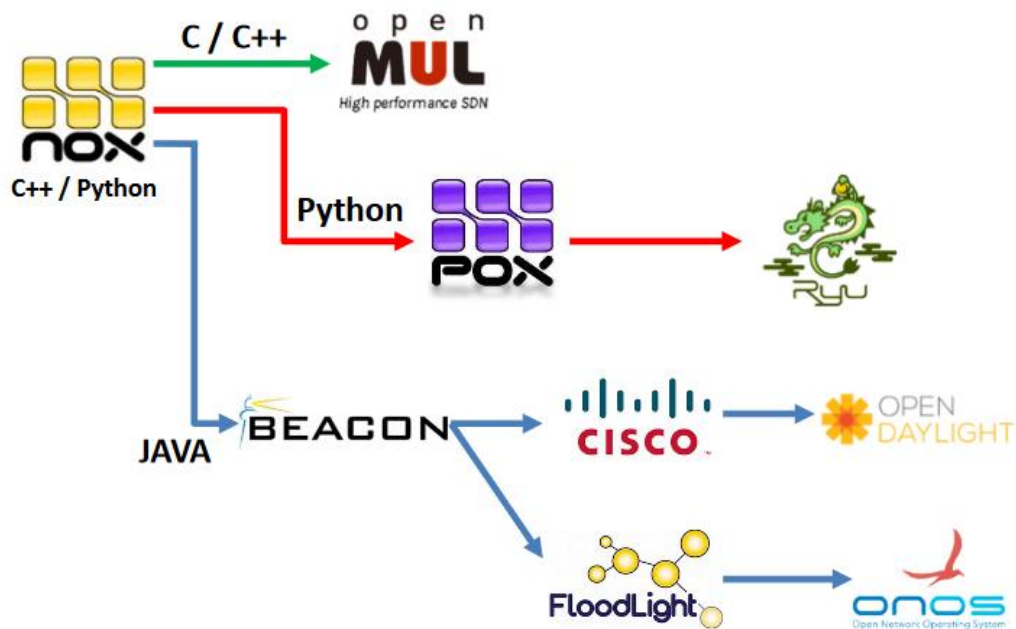 C / C++
open
MUL
High performance SDN
nox
C++ / Python
Python
POX
Ryu
JAVA
BEACON
CISCO
OPEN
DAYLIGHT
FloodLight
onos
Open Network Operating System